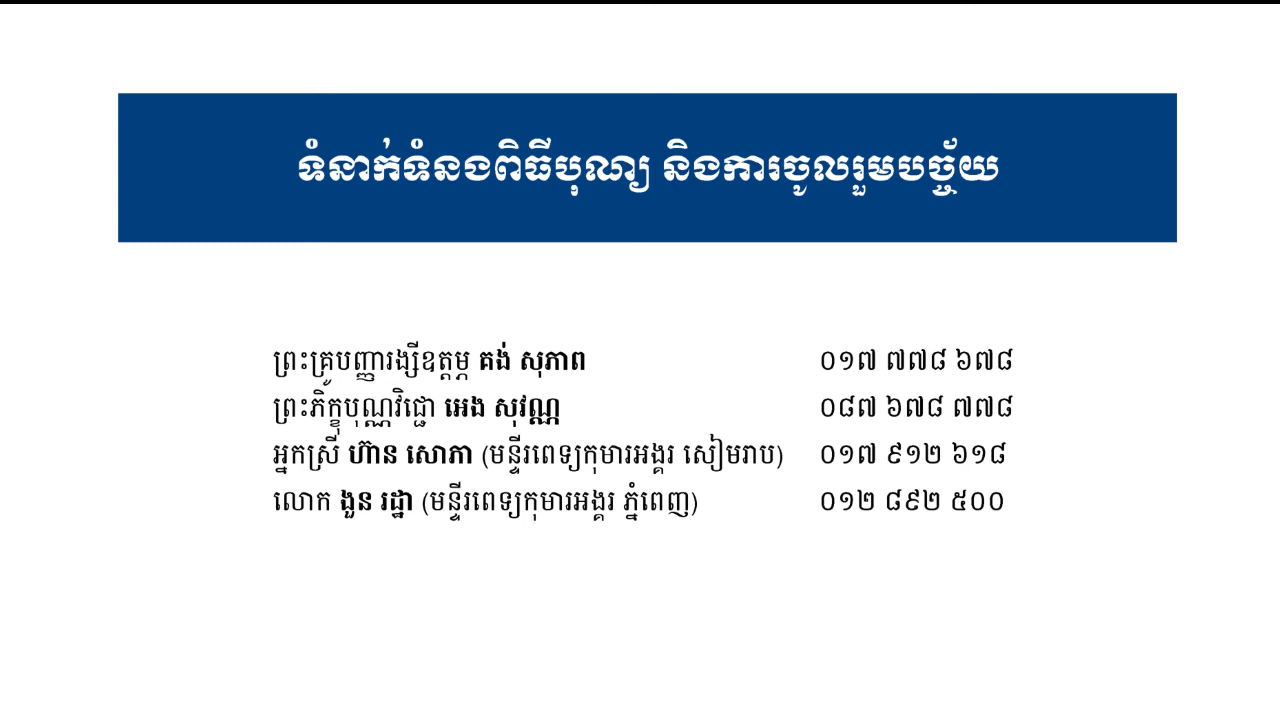 ទំនាក់ទំនងពិធីបុណ្យ និងការចូលរួមបច្ច័យ
ព្រះគ្រូបញ្ញារង្សីឧត្តម្ភ គង់ សុភាព ០១៧ ៧៧៨ ៦៧៨
ព្រះភិក្ខុបុណ្ណវិជ្ជោ អេង សុវណ្ណ ០៨៧ ៦៧៨ ៧៧៨
អ្នកស្រី ហ៊ាន សោភា (មន្ទីរពេទ្យកុមារអង្គរ សៀមរាប) ០១៧ ៩១២ ៦១៨
លោក ងួន រដ្ឋា (មន្ទីរពេទ្យកុមារអង្គរ ភ្នំពេញ) ០១២ ៨៩២ ៥០០